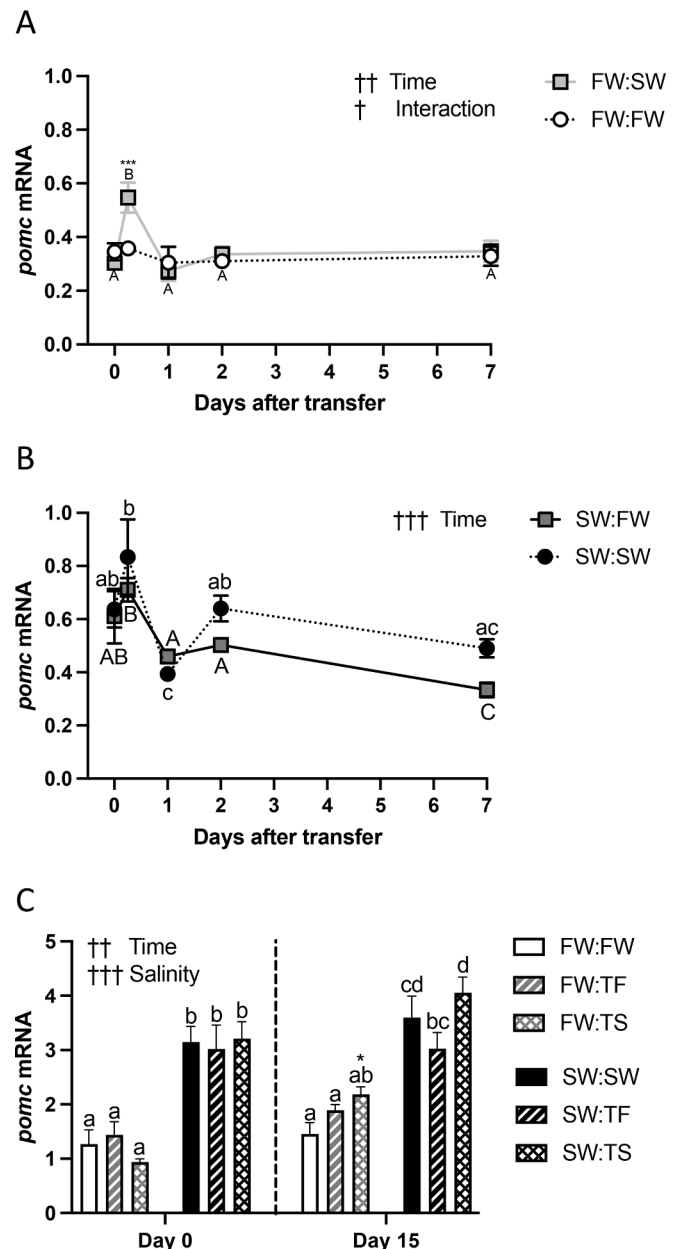 A
1.0
0.8
0.6
0.4
0.2
0.0
pomc mRNA
†† Time
† Interaction
FW:SW
FW:FW
***
B
A
A
A
A
0 1 2 3 4 5 6 7
Days after transfer
B
1.0
0.8
0.6
0.4
0.2
0.0
pomc mRNA
††† Time
SW:FW
SW:SW
b
ab
B
AB
A
c
ab
A
ac
C
0 1 2 3 4 5 6 7
Days after transfer
C
5
4
3
2
1
0
pomc mRNA
†† Time
††† Salinity
a a a b b b
a a * ab cd bc d
Day 0 Day 15
FW:FW
FW:TF
FW:TS
SW:SW
SW:TF
SW:TS